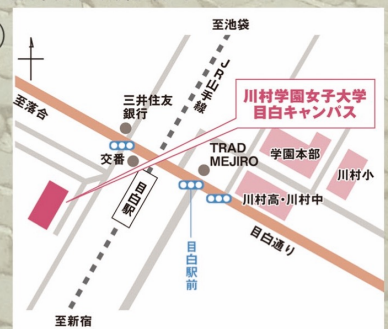 至池袋
JR山手線
至落合
三井住友
銀行
川村学園女子大学
目白キャンパス
交番
TRAD
MEJIRO
学園本部
川村小
目白駅
川村高・川村中
目白通り
目白駅前
至新宿